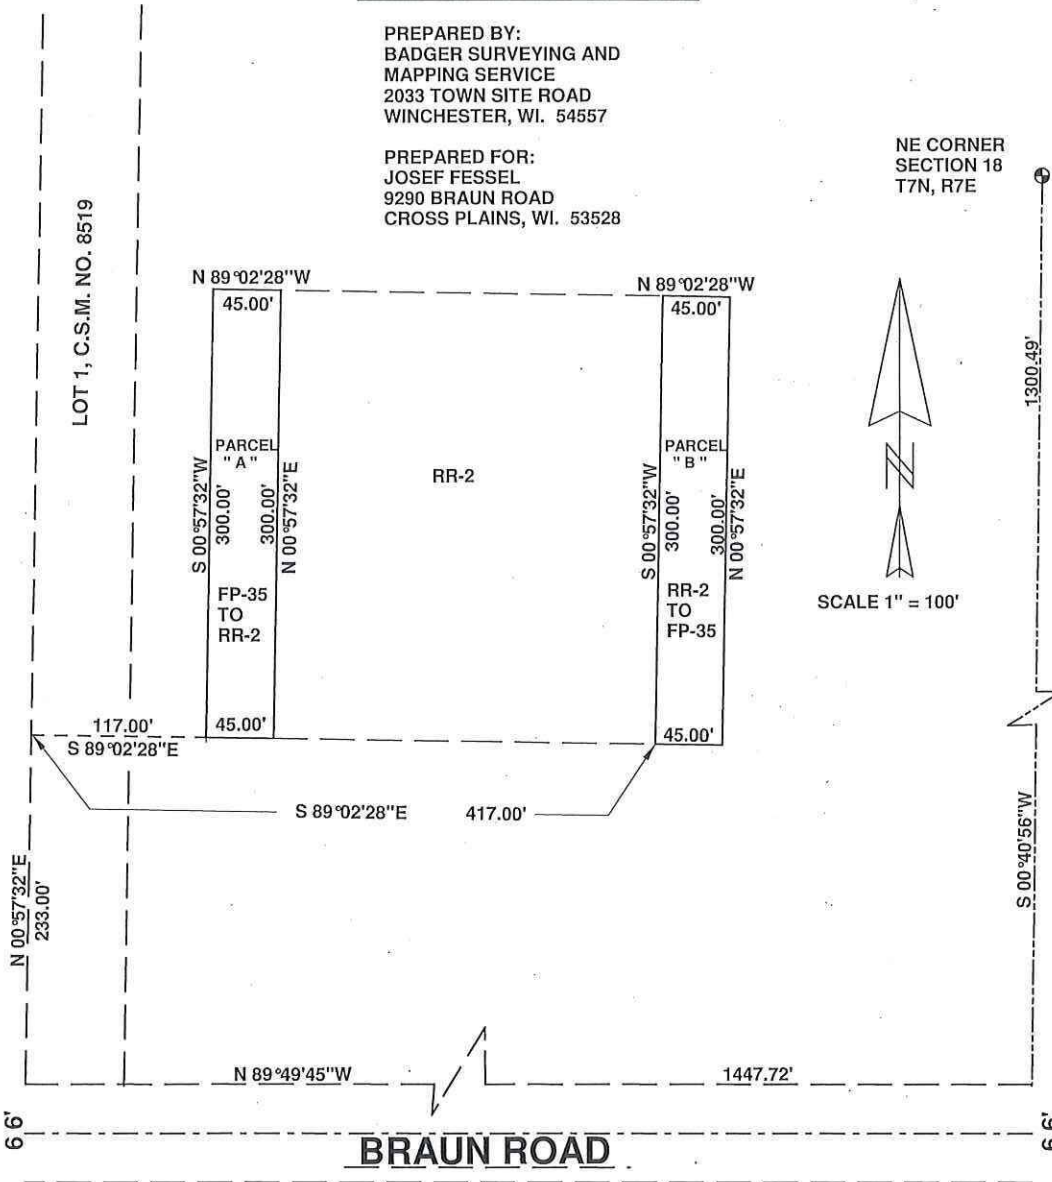 PREPARED BY:
BADGER SURVEYING AND
MAPPING SERVICE
2033 TOWN SITE ROAD
WINCHESTER, WI. 54557
PREPARED FOR:
JOSEF FESSEL
9290 BRAUN ROAD
CROSS PLAINS, WI. 53528
NE CORNER
SECTION 18
T7N, R7E
LOT 1, C.S.M. NO. 8519
N 89°02'28"W
45.00'
N 89°02'28"W
45.00'
1300.49'
PARCEL
"A"
S 00°57'32"W
300.00'
300.00'
N 00°57'32"E
FP-35
TO
RR-2
45.00'
RR-2
PARCEL
"B"
S 00°57'32"W
300.00'
300.00'
N 00°57'32"E
RR-2
TO
FP-35
45.00'
N
SCALE 1" = 100'
117.00'
S 89°02'28"E
S 89°02'28"E 417.00'
N 00°57'32"E
233.00'
S 00°40'56"W
N 89°49'45"W 1447.72'
66'
66'
BRAUN ROAD